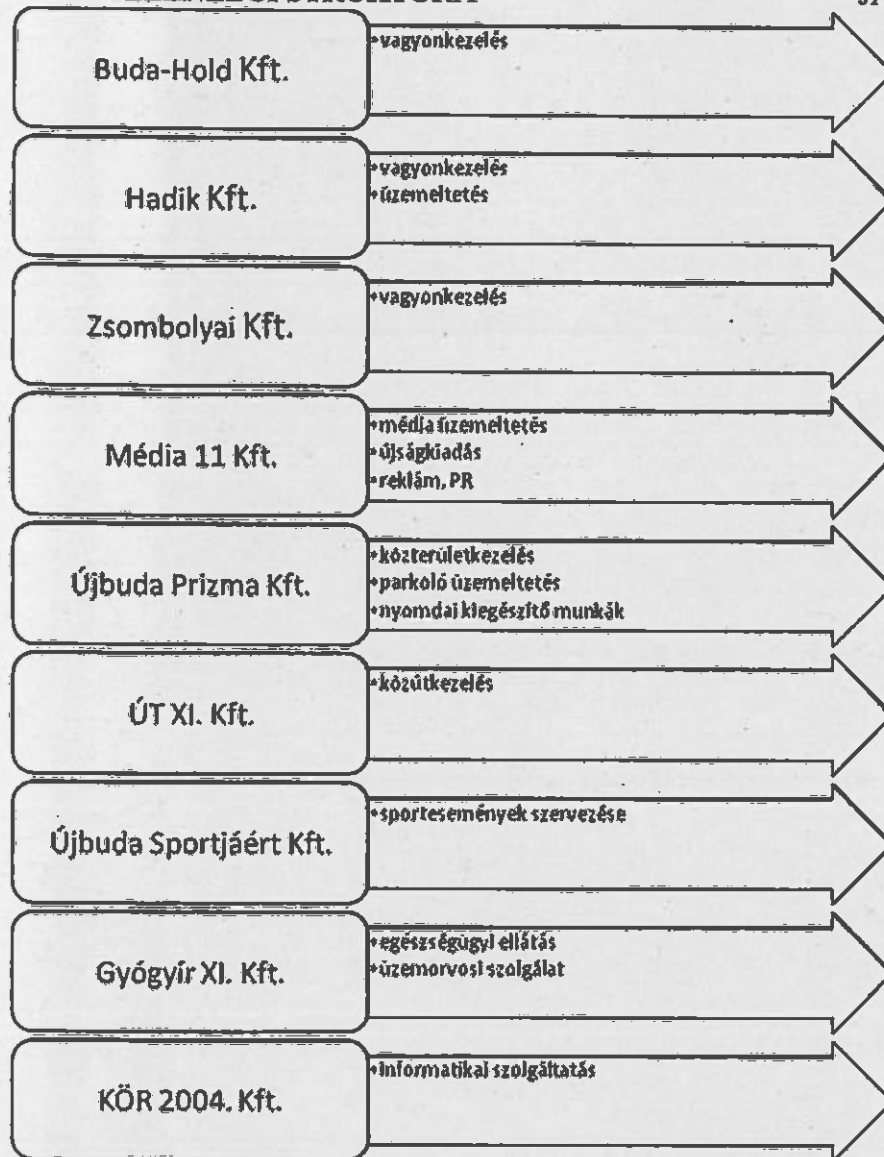 Buda-Hold Kft.
•vagyonkezelés
Hadik Kft.
•vagyonkezelés
•üzemeltetés
Zsombolyai Kft.
•vagyonkezelés
Média 11 Kft.
•média üzemeltetés
•újságkiadás
•reklám, PR
Újbuda Prizma Kft.
•közterületkezelés
•parkoló üzemeltetés
•nyomdai kiegészítő munkák
ÚT XI. Kft.
•közútkezelés
Újbuda Sportjáért Kft.
•sportesemények szervezése
Gyógyír XI. Kft.
•egészségügyi ellátás
•üzemorvosi szolgálat
KÖR 2004. Kft.
•informatikai szolgáltatás